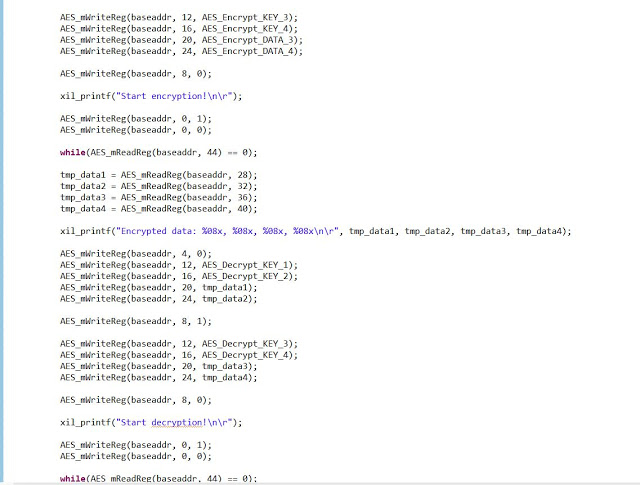 AES_mWriteReg(baseaddr, 12, AES_Encrypt_KEY_3);
AES_mWriteReg(baseaddr, 16, AES_Encrypt_KEY_4);
AES_mWriteReg(baseaddr, 20, AES_Encrypt_DATA_3);
AES_mWriteReg(baseaddr, 24, AES_Encrypt_DATA_4);
AES_mWriteReg(baseaddr, 8, 0);
xil_printf("Start encryption!\n\r");
AES_mWriteReg(baseaddr, 0, 1);
AES_mWriteReg(baseaddr, 0, 0);
while(AES_mReadReg(baseaddr, 44) == 0);
tmp_data1 = AES_mReadReg(baseaddr, 28);
tmp_data2 = AES_mReadReg(baseaddr, 32);
tmp_data3 = AES_mReadReg(baseaddr, 36);
tmp_data4 = AES_mReadReg(baseaddr, 40);
xil_printf("Encrypted data: %08x, %08x, %08x, %08x\n\r", tmp_data1, tmp_data2, tmp_data3, tmp_data4);
AES_mWriteReg(baseaddr, 4, 0);
AES_mWriteReg(baseaddr, 12, AES_Decrypt_KEY_1);
AES_mWriteReg(baseaddr, 16, AES_Decrypt_KEY_2);
AES_mWriteReg(baseaddr, 20, tmp_data1);
AES_mWriteReg(baseaddr, 24, tmp_data2);
AES_mWriteReg(baseaddr, 8, 1);
AES_mWriteReg(baseaddr, 12, AES_Decrypt_KEY_3);
AES_mWriteReg(baseaddr, 16, AES_Decrypt_KEY_4);
AES_mWriteReg(baseaddr, 20, tmp_data3);
AES_mWriteReg(baseaddr, 24, tmp_data4);
AES_mWriteReg(baseaddr, 8, 0);
xil_printf("Start decryption!\n\r");
AES_mWriteReg(baseaddr, 0, 1);
AES_mWriteReg(baseaddr, 0, 0);
while(AES_mReadReg(baseaddr, 44) == 0);